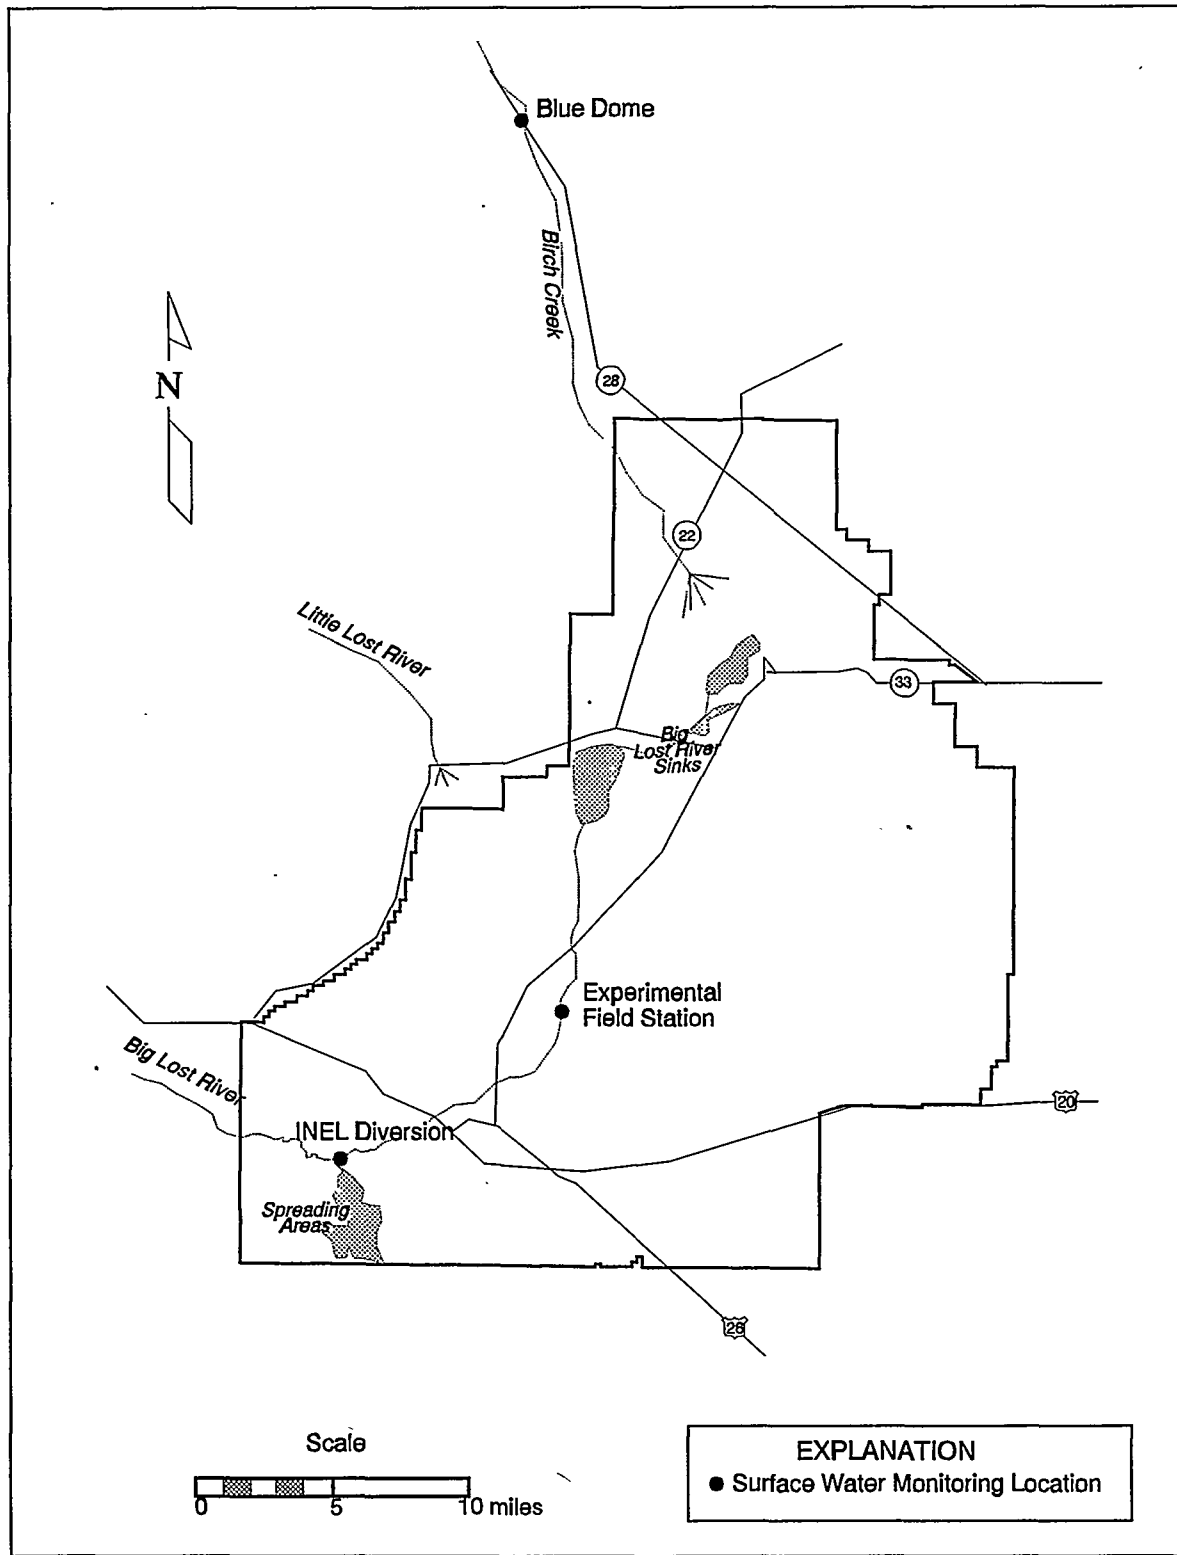 Blue Dome
Birch Creek
N
28
22
Little Lost River
33
Big
Lost River
Sinks
Experimental
Field Station
Big Lost River
20
INEL Diversion
Spreading
Areas
26
Scale
0 5 10 miles
EXPLANATION
Surface Water Monitoring Location